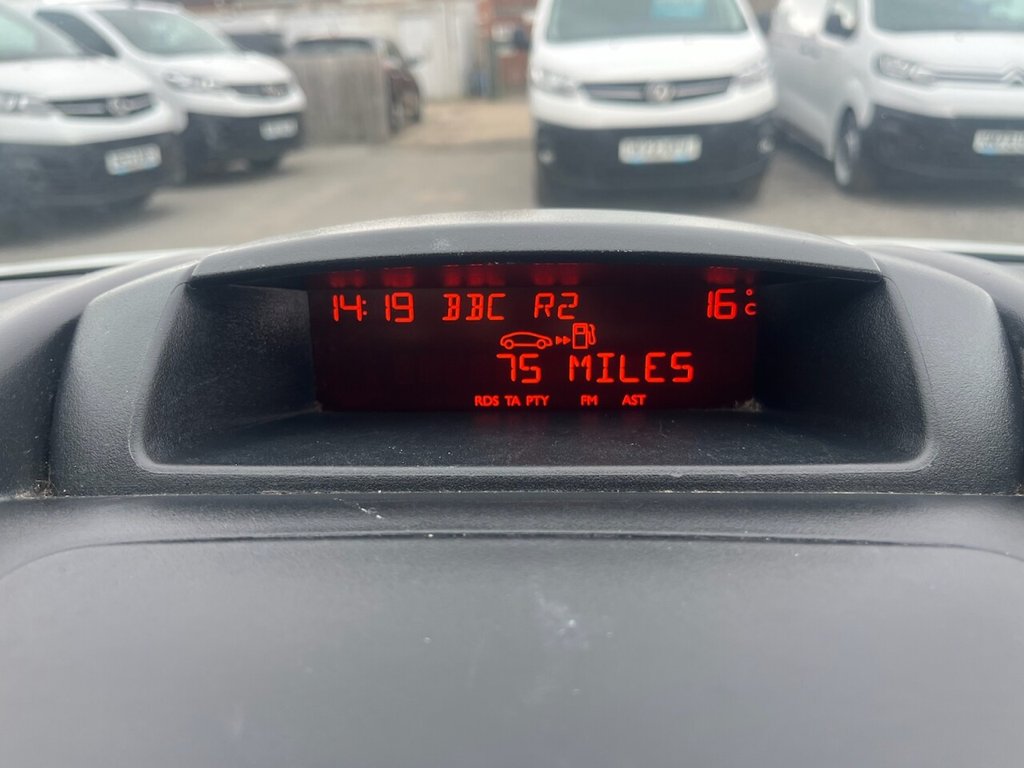 14:19 BBC R2 16°C
75 MILES
RDS TA PTY FM AST